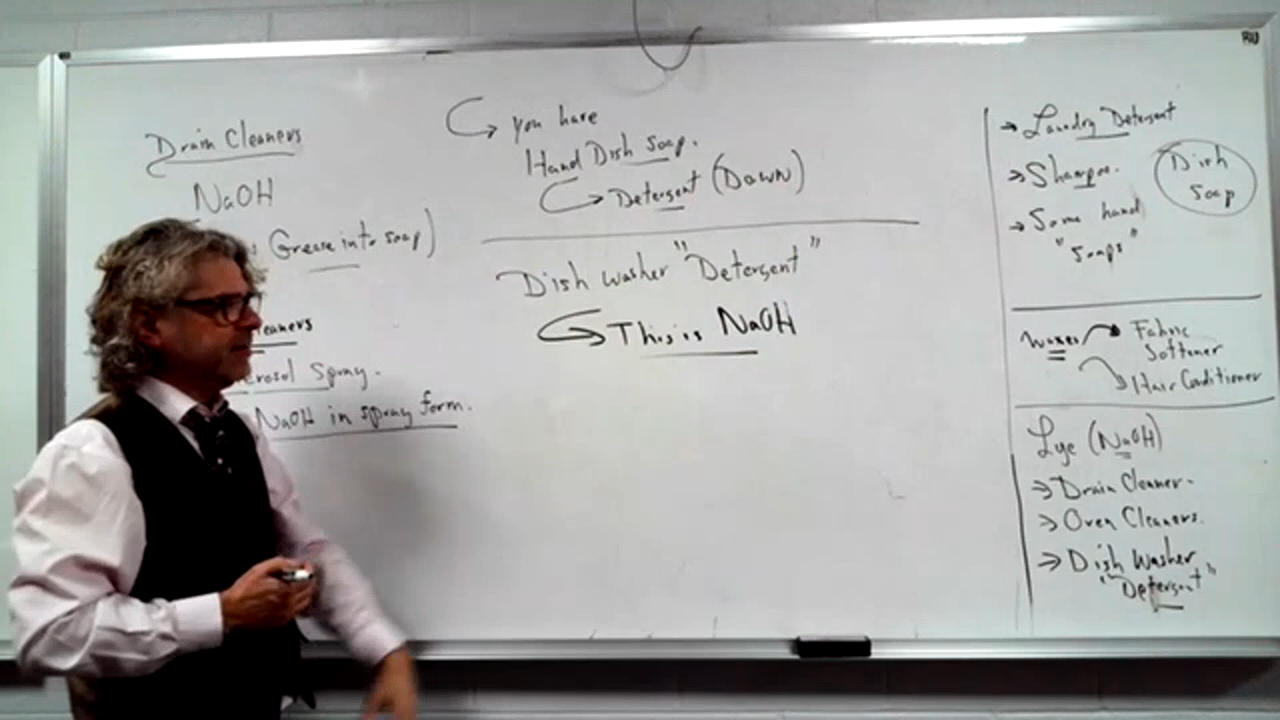 Drain Cleaners
NaOH
Grease into soap)
eaners
erosol Spray.
NaOH in spray form.
you have
Hand Dish Soap.
Detergent (Dawn)
Dish washer "Detergent"
This is NaOH
→ Laundry Detergent
→ Shampoo.
→ Some hand
"soaps"
Dish
Soap
Waxes
Fabric
Softener
Hair Conditioner
Lye (NaOH)
→ Drain Cleaner.
→ Oven Cleaners.
→ Dish Washer
"Detergent"